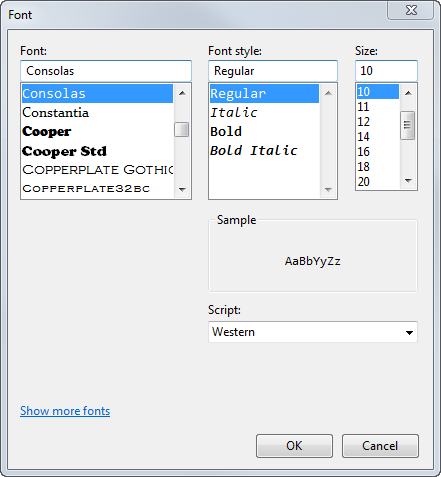 Font
Font: Font style: Size:
Consolas Regular 10
Consolas Regular 10
Constantia Italic 11
Cooper Bold 12
Cooper Std Bold Italic 14
COPPERPLATE GOTHIC 16
COPPERPLATE32BC 18
20
Sample
AaBbYyZz
Script:
Western
Show more fonts
OK Cancel